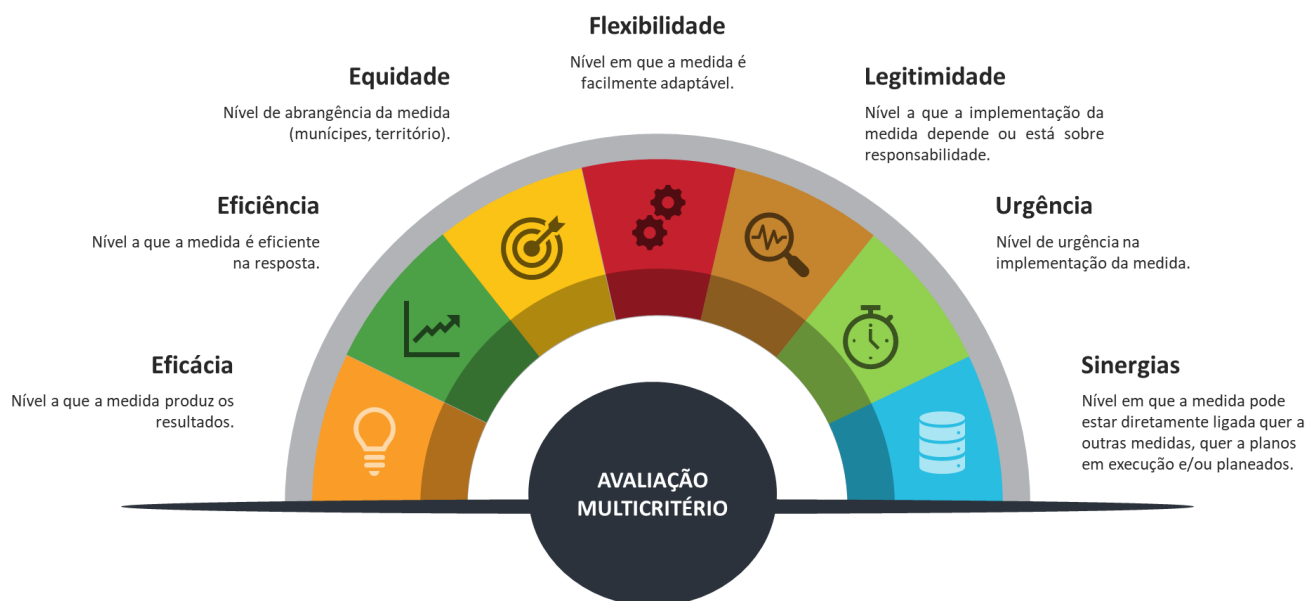 Flexibilidade
Nível em que a medida é
facilmente adaptável.
Equidade
Nível de abrangência da medida
(munícipes, território).
Legitimidade
Nível a que a implementação da
medida depende ou está sobre
responsabilidade.
Eficiência
Nível a que a medida é eficiente
na resposta.
Urgência
Nível de urgência na
implementação da medida.
Eficácia
Nível a que a medida produz os
resultados.
Sinergias
Nível em que a medida pode
estar diretamente ligada quer a
outras medidas, quer a planos
em execução e/ou planeados.
AVALIAÇÃO
MULTICRITÉRIO